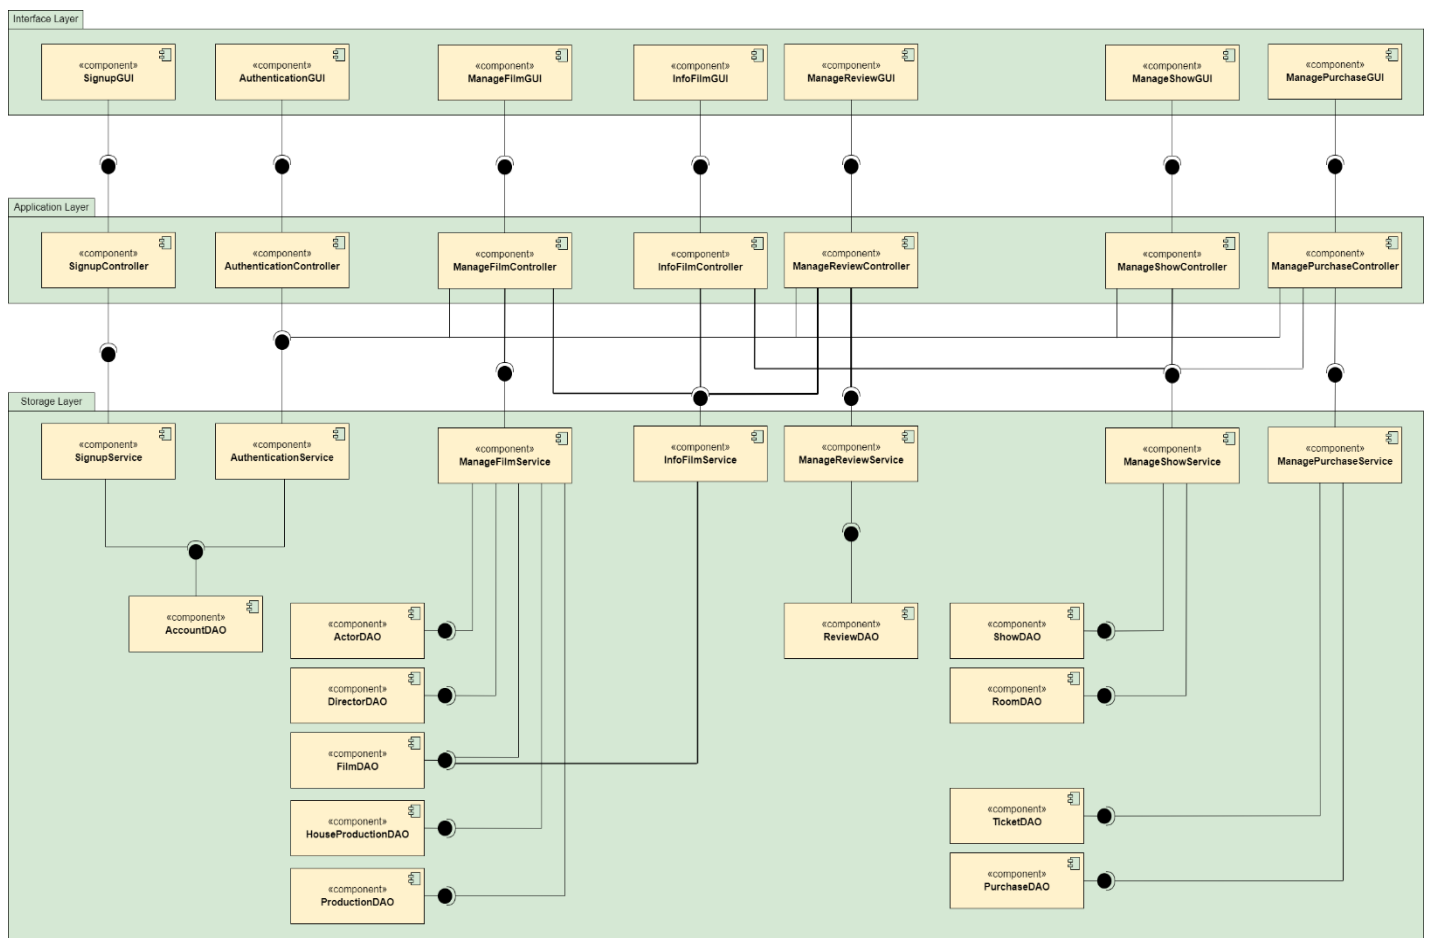 Interface Layer
«component»
SignupGUI
«component»
AuthenticationGUI
«component»
ManageFilmGUI
«component»
InfoFilmGUI
«component»
ManageReviewGUI
«component»
ManageShowGUI
«component»
ManagePurchaseGUI
Application Layer
«component»
SignupController
«component»
AuthenticationController
«component»
ManageFilmController
«component»
InfoFilmController
«component»
ManageReviewController
«component»
ManageShowController
«component»
ManagePurchaseController
Storage Layer
«component»
SignupService
«component»
AuthenticationService
«component»
ManageFilmService
«component»
InfoFilmService
«component»
ManageReviewService
«component»
ManageShowService
«component»
ManagePurchaseService
«component»
AccountDAO
«component»
ActorDAO
«component»
ReviewDAO
«component»
ShowDAO
«component»
DirectorDAO
«component»
RoomDAO
«component»
FilmDAO
«component»
TicketDAO
«component»
HouseProductionDAO
«component»
PurchaseDAO
«component»
ProductionDAO